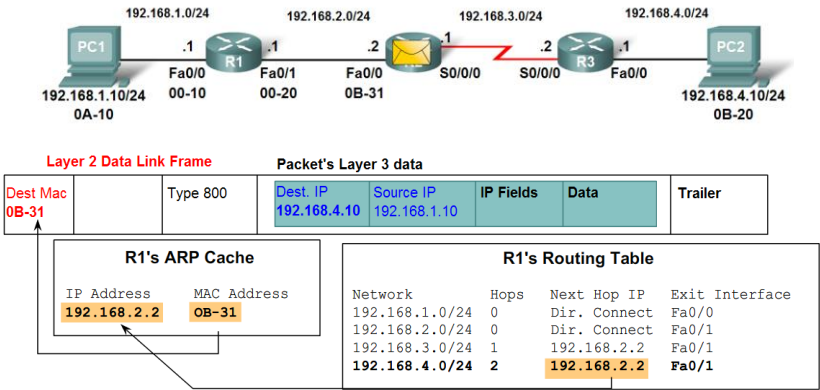 192.168.1.0/24 192.168.2.0/24 192.168.3.0/24 192.168.4.0/24
PC1 .1 R1 .1 .2 .1 .2 R3 .1 PC2
Fa0/0 Fa0/1 Fa0/0 S0/0/0 S0/0/0 Fa0/0
192.168.1.10/24 00-10 00-20 0B-31 192.168.4.10/24
0A-10 0B-20
Layer 2 Data Link Frame Packet's Layer 3 data
Dest Mac Type 800 Dest. IP Source IP IP Fields Data Trailer
0B-31 192.168.4.10 192.168.1.10
R1's ARP Cache
IP Address MAC Address
192.168.2.2 OB-31
R1's Routing Table
Network Hops Next Hop IP Exit Interface
192.168.1.0/24 0 Dir. Connect Fa0/0
192.168.2.0/24 0 Dir. Connect Fa0/1
192.168.3.0/24 1 192.168.2.2 Fa0/1
192.168.4.0/24 2 192.168.2.2 Fa0/1